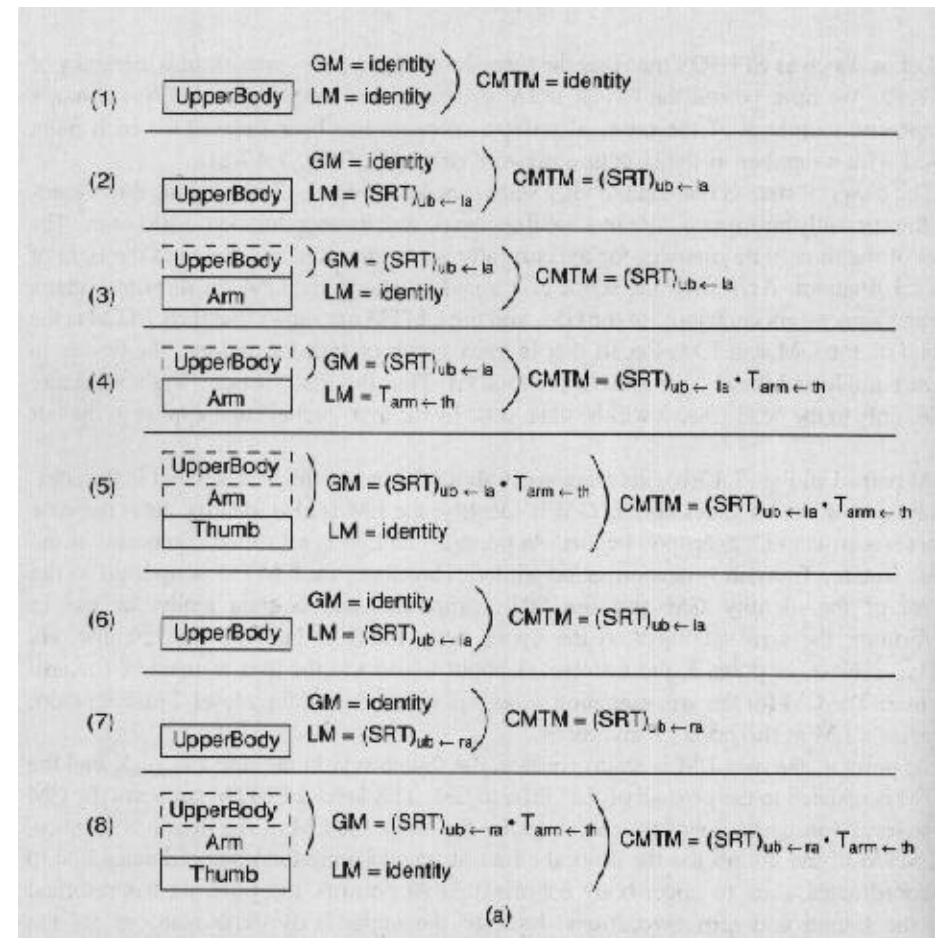 GM = identity
(1) UpperBody LM = identity CMTM = identity
GM = identity
(2) UpperBody LM = (SRT)ub ← la CMTM = (SRT)ub ← la
UpperBody GM = (SRT)ub ← la
(3) Arm LM = identity CMTM = (SRT)ub ← la
UpperBody GM = (SRT)ub ← la
(4) Arm LM = Tarm ← th CMTM = (SRT)ub ← la • Tarm ← th
UpperBody
(5) Arm GM = (SRT)ub ← la • Tarm ← th
Thumb LM = identity CMTM = (SRT)ub ← la • Tarm ← th
GM = identity
(6) UpperBody LM = (SRT)ub ← la CMTM = (SRT)ub ← la
GM = identity
(7) UpperBody LM = (SRT)ub ← ra CMTM = (SRT)ub ← ra
UpperBody
(8) Arm GM = (SRT)ub ← ra • Tarm ← th
Thumb LM = identity CMTM = (SRT)ub ← ra • Tarm ← th
(a)